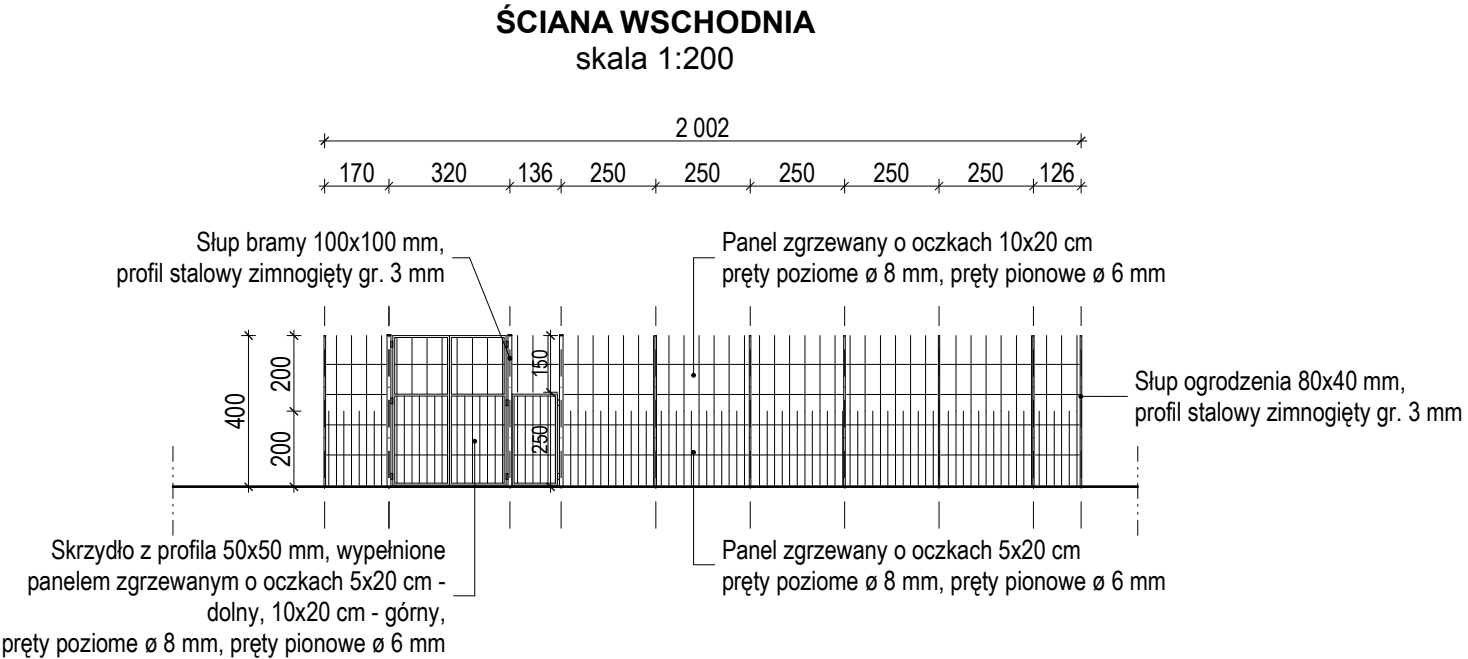 ŚCIANA WSCHODNIA
skala 1:200
2 002
170 320 136 250 250 250 250 250 126
Słup bramy 100x100 mm,
profil stalowy zimnogięty gr. 3 mm
Panel zgrzewany o oczkach 10x20 cm
pręty poziome ø 8 mm, pręty pionowe ø 6 mm
400
200
200
150
250
Słup ogrodzenia 80x40 mm,
profil stalowy zimnogięty gr. 3 mm
Skrzydło z profila 50x50 mm, wypełnione
panelem zgrzewanym o oczkach 5x20 cm -
dolny, 10x20 cm - górny,
pręty poziome ø 8 mm, pręty pionowe ø 6 mm
Panel zgrzewany o oczkach 5x20 cm
pręty poziome ø 8 mm, pręty pionowe ø 6 mm